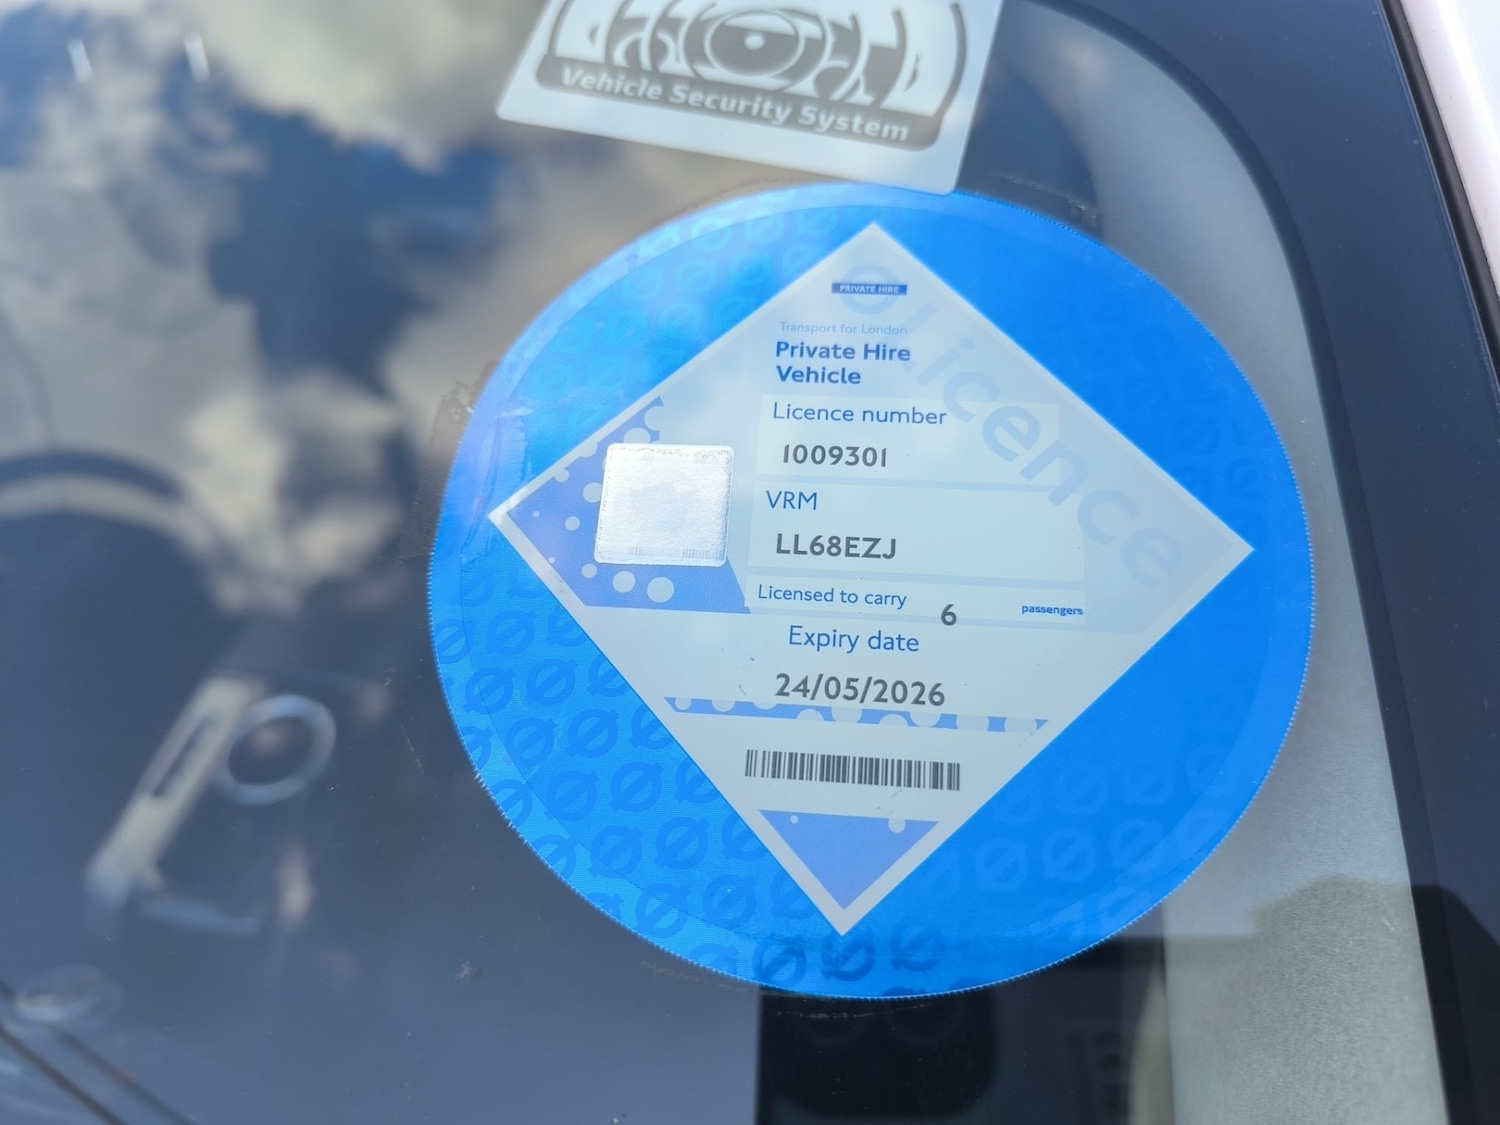 Vehicle Security System
PRIVATE HIRE
Transport for London
Private Hire
Vehicle
Licence
Licence number
1009301
VRM
LL68EZJ
Licensed to carry 6 passengers
Expiry date
24/05/2026